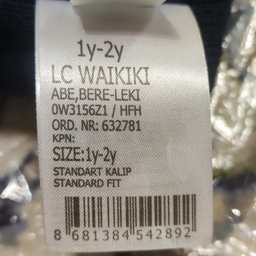 1y-2y
LC WAIKIKI
ABE,BERE-LEKI
0W3156Z1 / HFH
ORD. NR: 632781
KPN:
SIZE:1y-2y
STANDART KALIP
STANDARD FIT
8 681384 542892